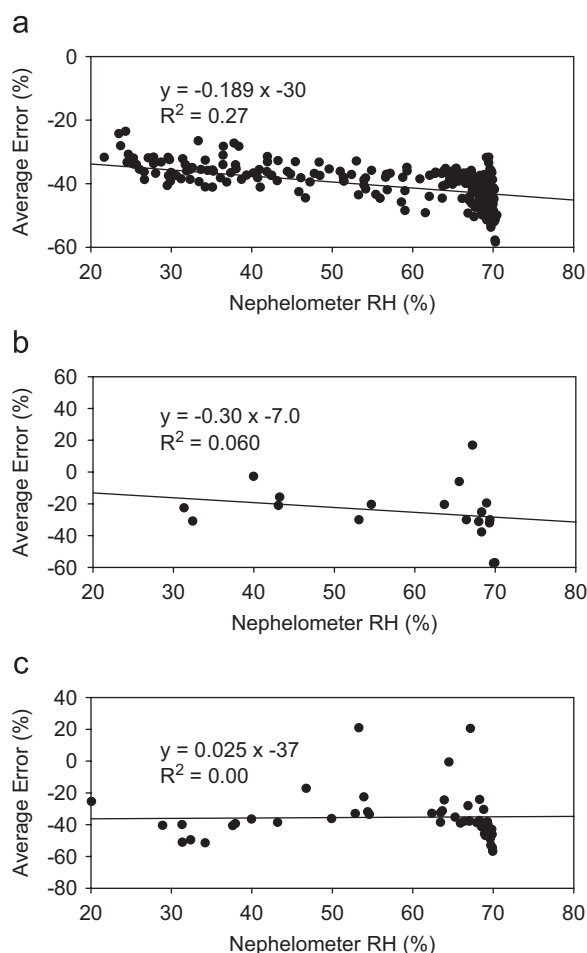 a
0
-20
-40
-60
Average Error (%)
y = -0.189 x -30
R² = 0.27
20 30 40 50 60 70 80
Nephelometer RH (%)
b
60
40
20
0
-20
-40
-60
Average Error (%)
y = -0.30 x -7.0
R² = 0.060
20 30 40 50 60 70 80
Nephelometer RH (%)
c
40
20
0
-20
-40
-60
-80
Average Error (%)
y = 0.025 x -37
R² = 0.00
20 30 40 50 60 70 80
Nephelometer RH (%)